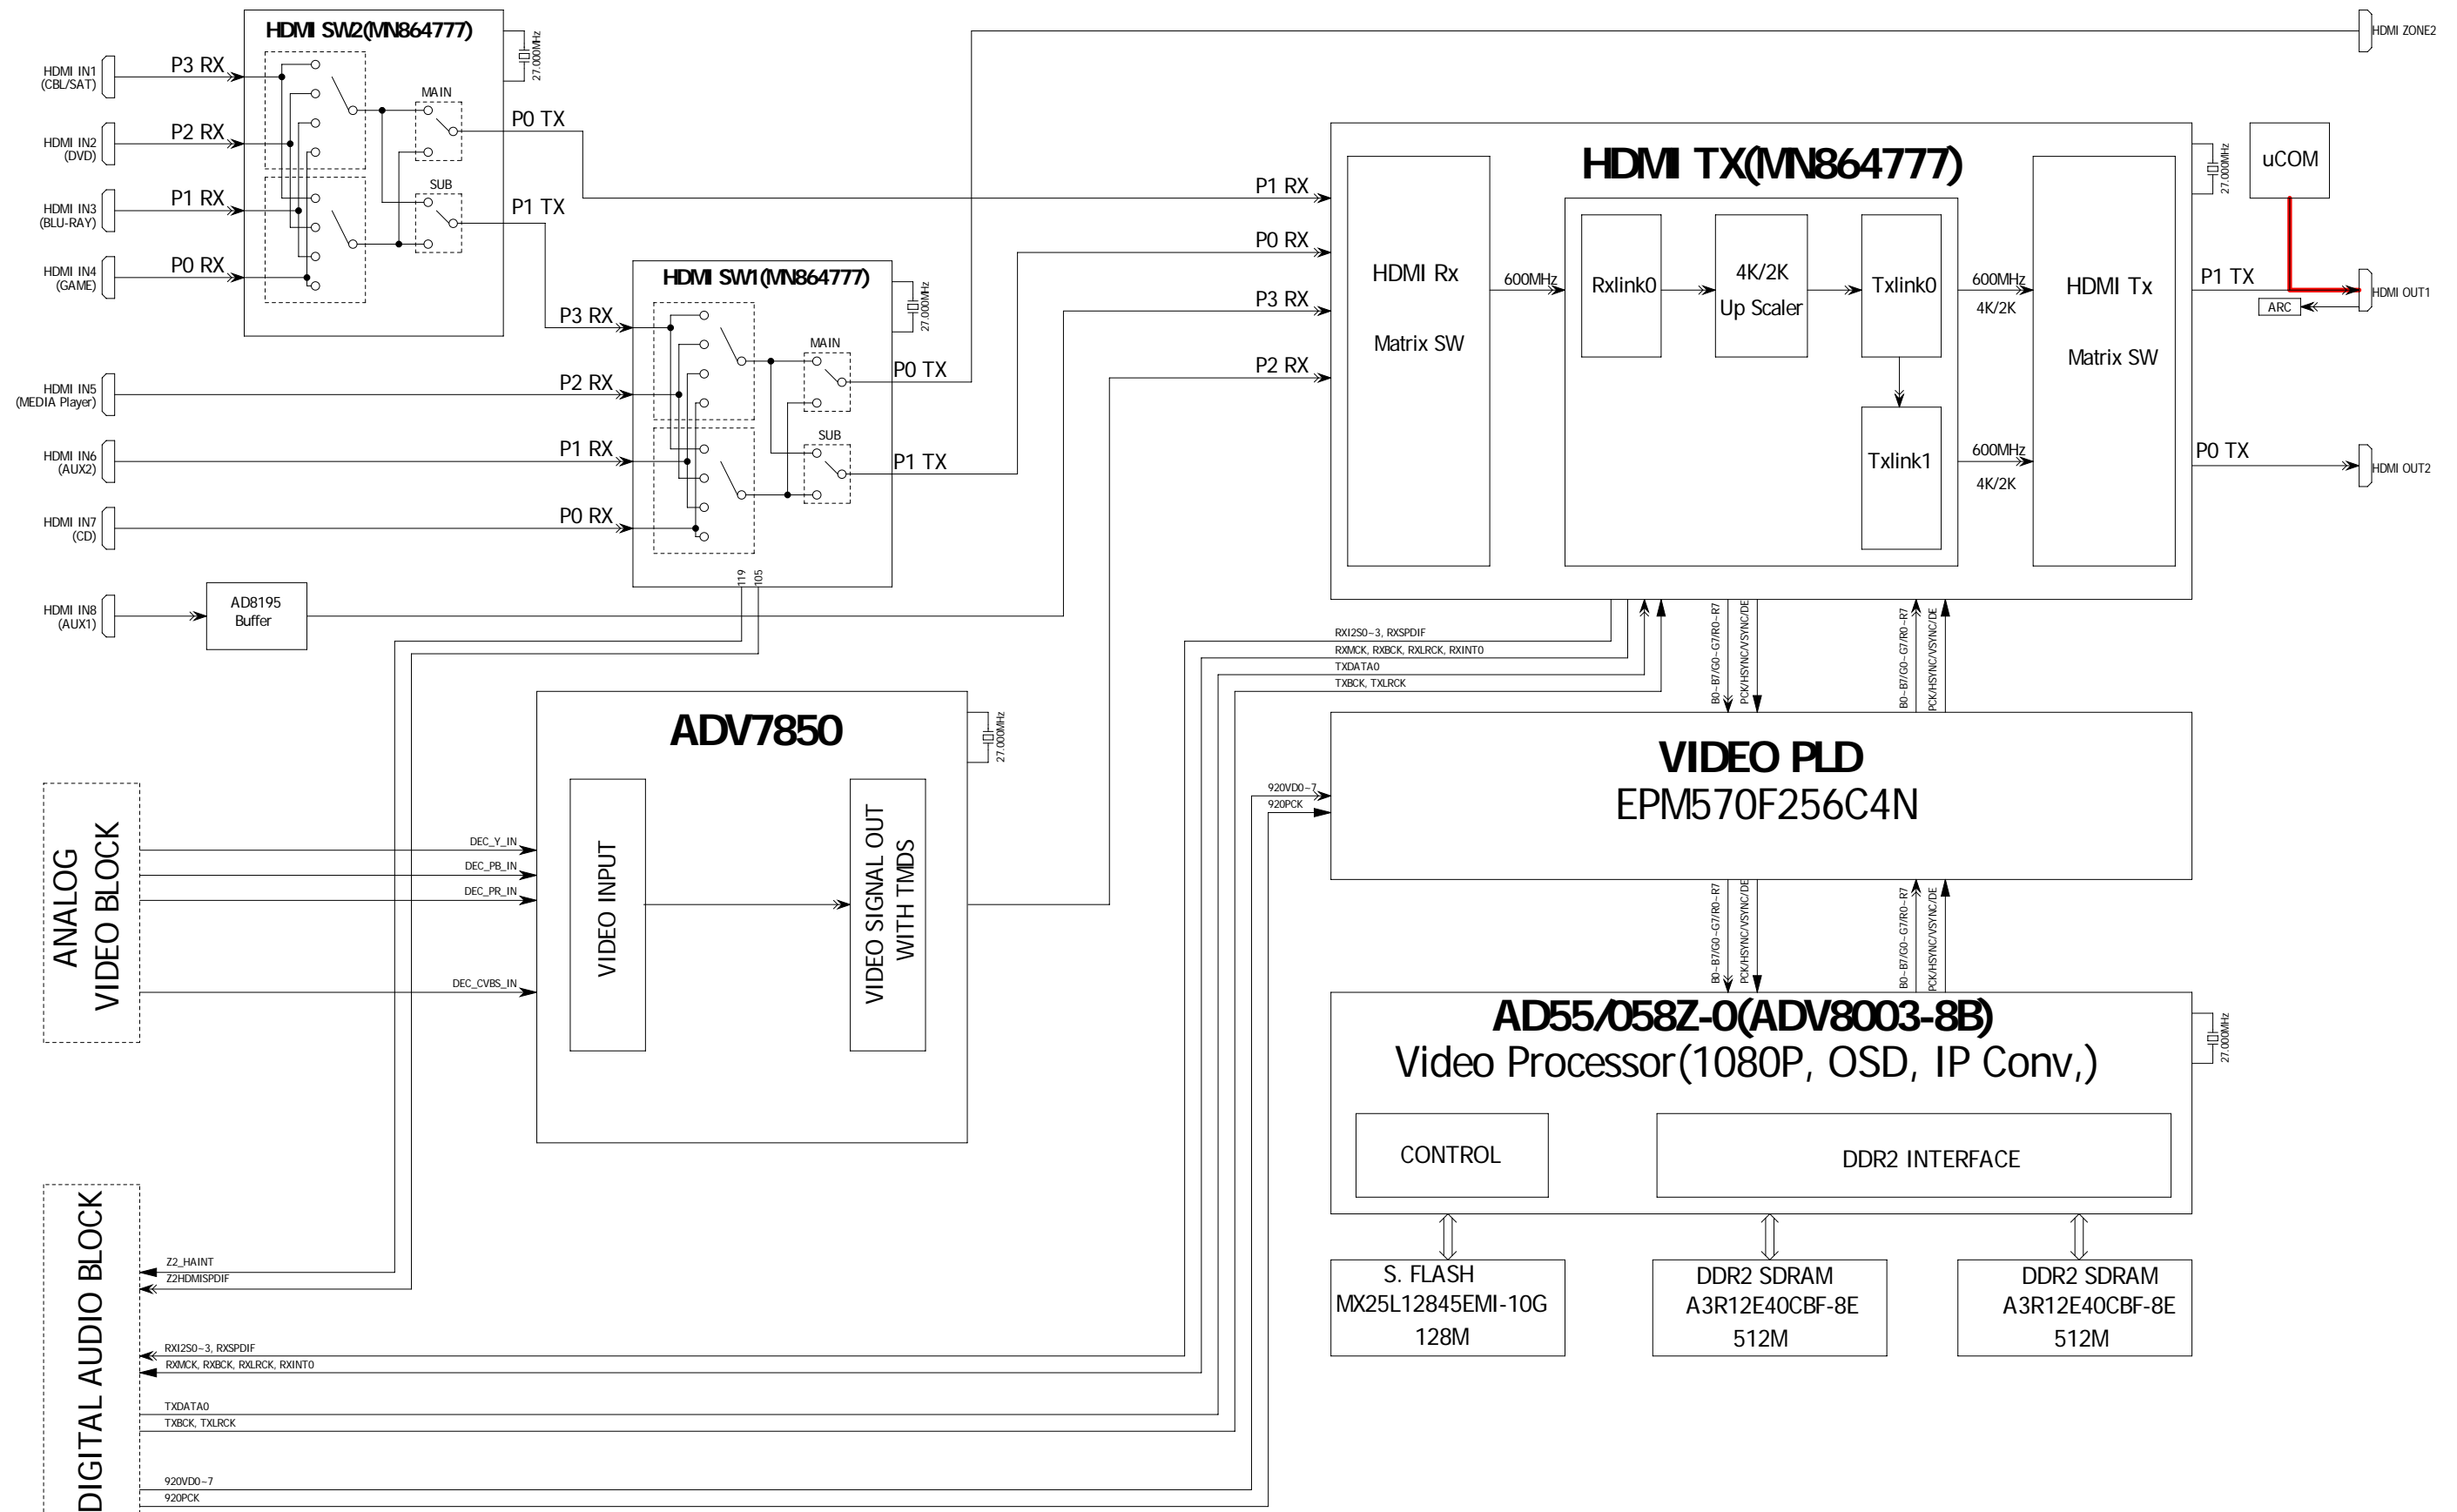 HDMI SW2(MN864777)
27.000MHz
HDMI IN1
(CBL/SAT)
P3 RX
HDMI IN2
(DVD)
P2 RX
HDMI IN3
(BLU-RAY)
P1 RX
HDMI IN4
(GAME)
P0 RX
MAIN
SUB
P0 TX
P1 TX
HDMI ZONE2
HDMI SW1(MN864777)
27.000MHz
P3 RX
HDMI IN5
(MEDIA Player)
P2 RX
HDMI IN6
(AUX2)
P1 RX
HDMI IN7
(CD)
P0 RX
MAIN
SUB
P0 TX
P1 TX
119
105
HDMI IN8
(AUX1)
AD8195
Buffer
P1 RX
P0 RX
P3 RX
P2 RX
HDMI TX(MN864777)
27.000MHz
HDMI Rx
Matrix SW
600MHz
Rxlink0
4K/2K
Up Scaler
Txlink0
Txlink1
600MHz
4K/2K
600MHz
4K/2K
HDMI Tx
Matrix SW
uCOM
P1 TX
HDMI OUT1
ARC
P0 TX
HDMI OUT2
RXI2S0~3, RXSPDIF
RXMCK, RXBCK, RXLRCK, RXINT0
TXDATA0
TXBCK, TXLRCK
B0~B7/G0~G7/R0~R7
PCK/HSYNC/VSYNC/DE
B0~B7/G0~G7/R0~R7
PCK/HSYNC/VSYNC/DE
ADV7850
27.000MHz
VIDEO INPUT
VIDEO SIGNAL OUT
WITH TMDS
ANALOG
VIDEO BLOCK
DEC_Y_IN
DEC_PB_IN
DEC_PR_IN
DEC_CVBS_IN
920VD0~7
920PCK
VIDEO PLD
EPM570F256C4N
B0~B7/G0~G7/R0~R7
PCK/HSYNC/VSYNC/DE
B0~B7/G0~G7/R0~R7
PCK/HSYNC/VSYNC/DE
AD55/058Z-0(ADV8003-8B)
Video Processor(1080P, OSD, IP Conv,)
27.000MHz
CONTROL
DDR2 INTERFACE
S. FLASH
MX25L12845EMI-10G
128M
DDR2 SDRAM
A3R12E40CBF-8E
512M
DDR2 SDRAM
A3R12E40CBF-8E
512M
DIGITAL AUDIO BLOCK
Z2_HAINT
Z2HDMISPDIF
RXI2S0~3, RXSPDIF
RXMCK, RXBCK, RXLRCK, RXINT0
TXDATA0
TXBCK, TXLRCK
920VD0~7
920PCK